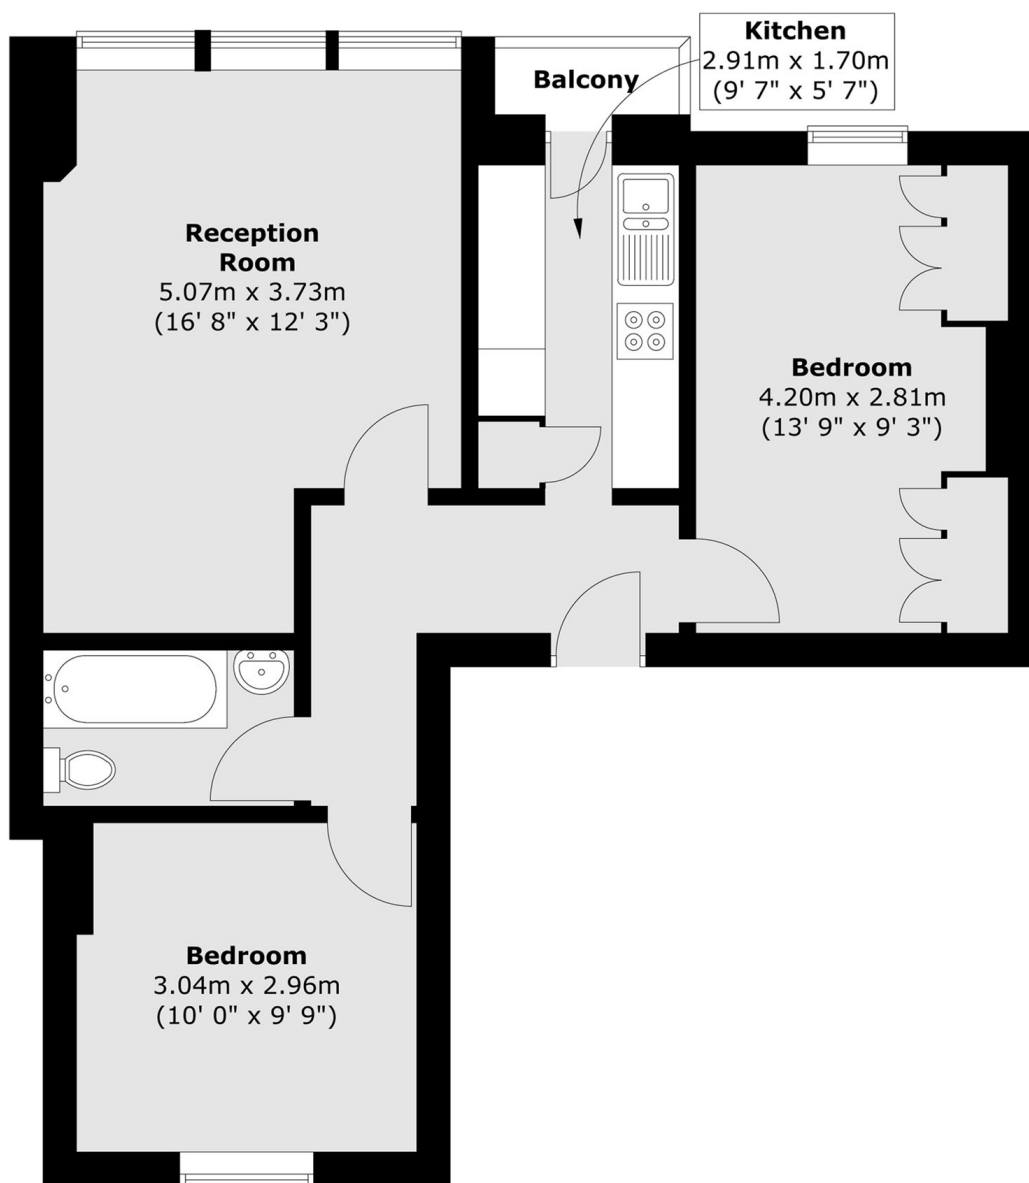 Kitchen
2.91m x 1.70m
(9' 7" x 5' 7")
Balcony
Reception
Room
5.07m x 3.73m
(16' 8" x 12' 3")
Bedroom
4.20m x 2.81m
(13' 9" x 9' 3")
Bedroom
3.04m x 2.96m
(10' 0" x 9' 9")